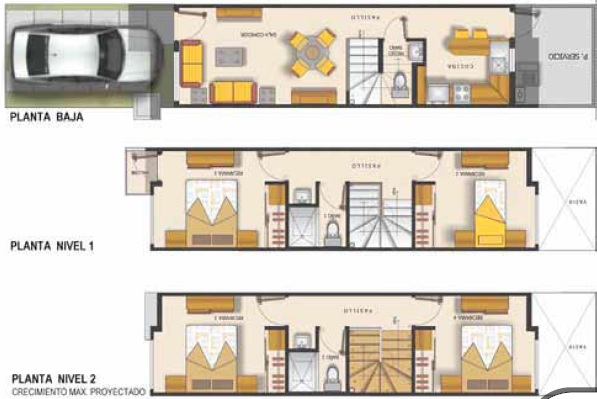 PASILLO
SALA-COMEDOR
MEDIO
BAÑO
COCINA
P. SERVICIO
PLANTA BAJA
PASILLO
RECAMARA
RECAMARA 2
BAÑO
VACIO
PLANTA NIVEL 1
PASILLO
RECAMARA 3
RECAMARA 4
BAÑO
VACIO
PLANTA NIVEL 2
CRECIMIENTO MAX. PROYECTADO